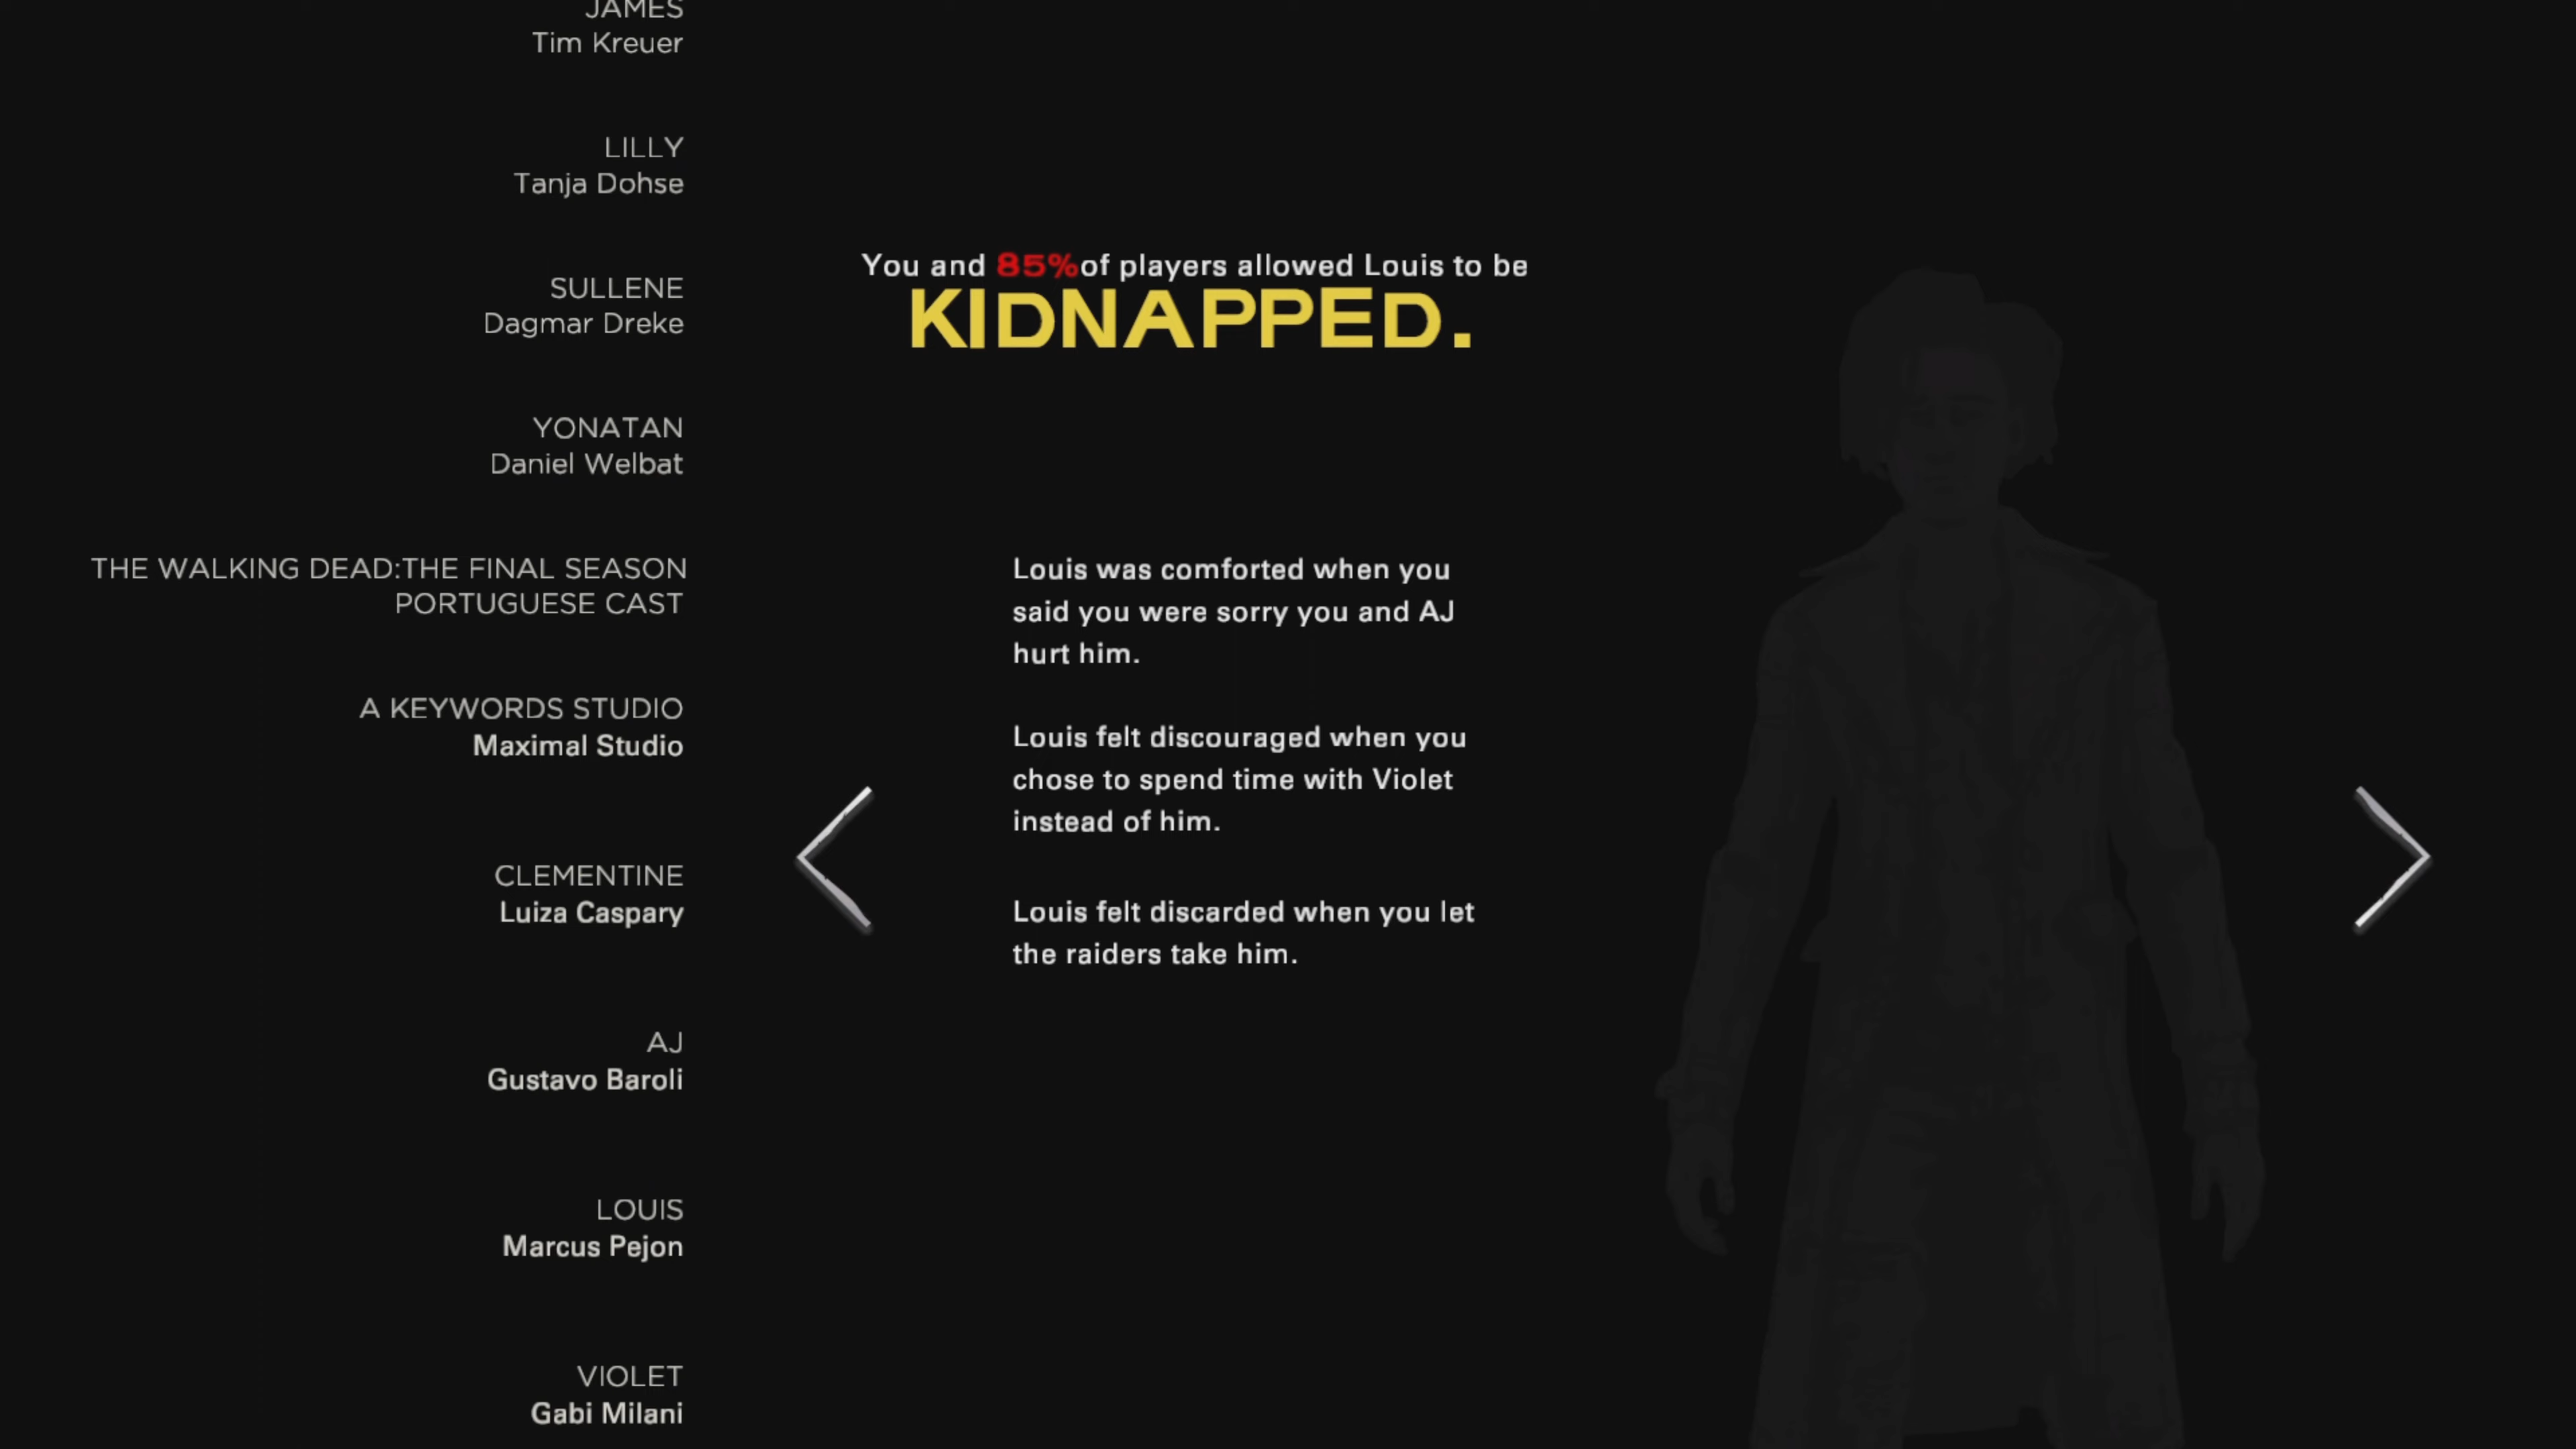 JAMES
Tim Kreuer
LILLY
Tanja Dohse
SULLENE
Dagmar Dreke
YONATAN
Daniel Welbat
THE WALKING DEAD:THE FINAL SEASON
PORTUGUESE CAST
A KEYWORDS STUDIO
Maximal Studio
CLEMENTINE
Luiza Caspary
AJ
Gustavo Baroli
LOUIS
Marcus Pejon
VIOLET
Gabi Milani
You and 85%of players allowed Louis to be
KIDNAPPED.
Louis was comforted when you
said you were sorry you and AJ
hurt him.
Louis felt discouraged when you
chose to spend time with Violet
instead of him.
Louis felt discarded when you let
the raiders take him.